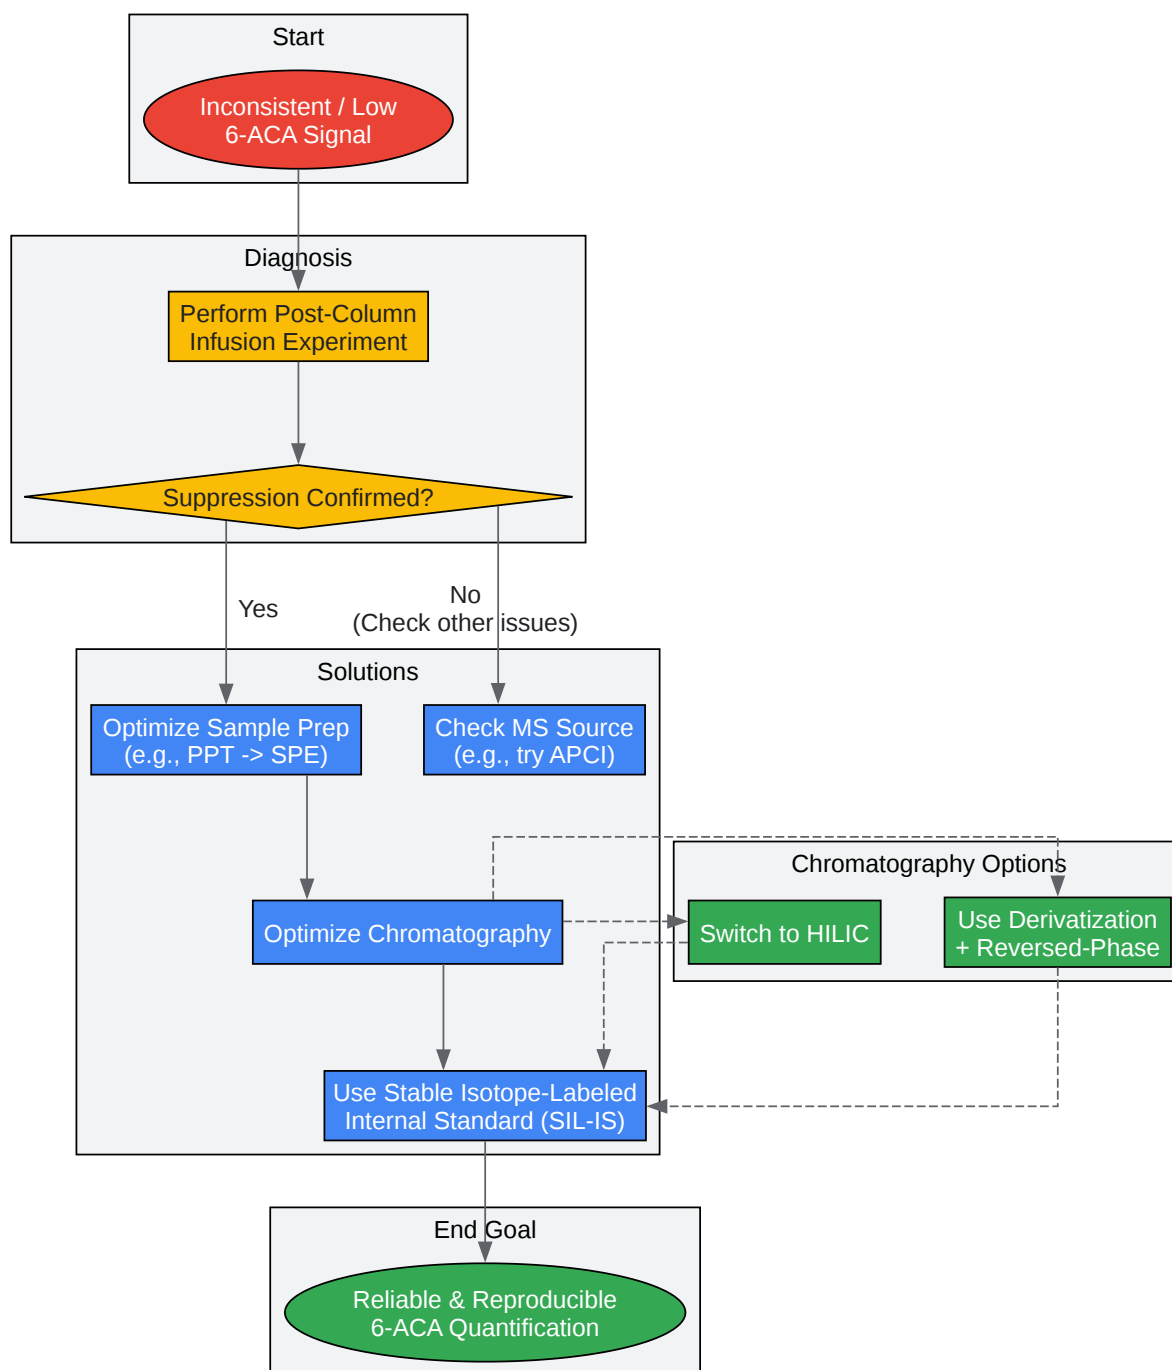 Start
Inconsistent / Low
6-ACA Signal
Diagnosis
Perform Post-Column
Infusion Experiment
Suppression Confirmed?
Yes
No
(Check other issues)
Solutions
Optimize Sample Prep
(e.g., PPT -> SPE)
Check MS Source
(e.g., try APCI)
Chromatography Options
Optimize Chromatography
Switch to HILIC
Use Derivatization
+ Reversed-Phase
Use Stable Isotope-Labeled
Internal Standard (SIL-IS)
End Goal
Reliable & Reproducible
6-ACA Quantification